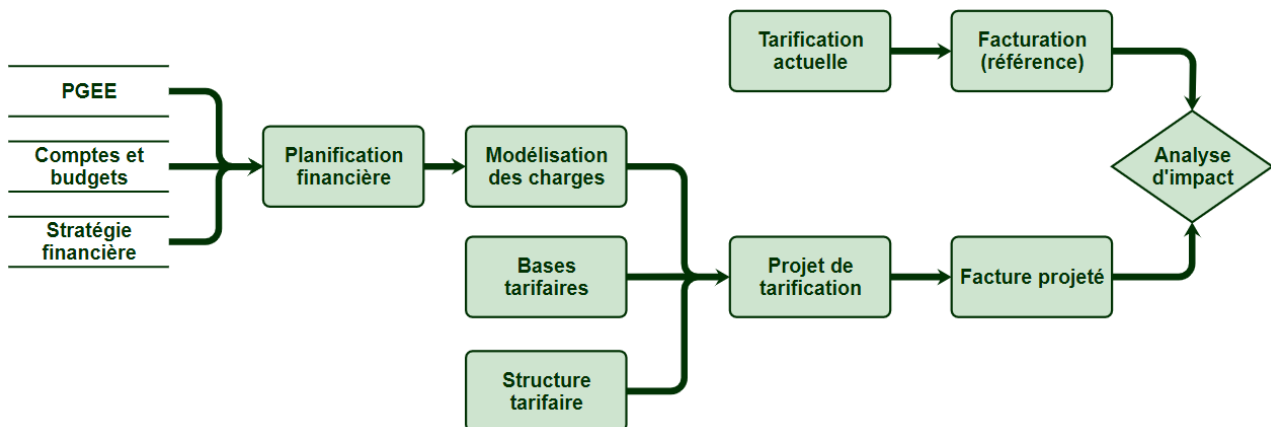 PGEE
Comptes et
budgets
Stratégie
financière
Planification
financière
Modélisation
des charges
Bases
tarifaires
Structure
tarifaire
Tarification
actuelle
Facturation
(référence)
Projet de
tarification
Facture projeté
Analyse
d'impact